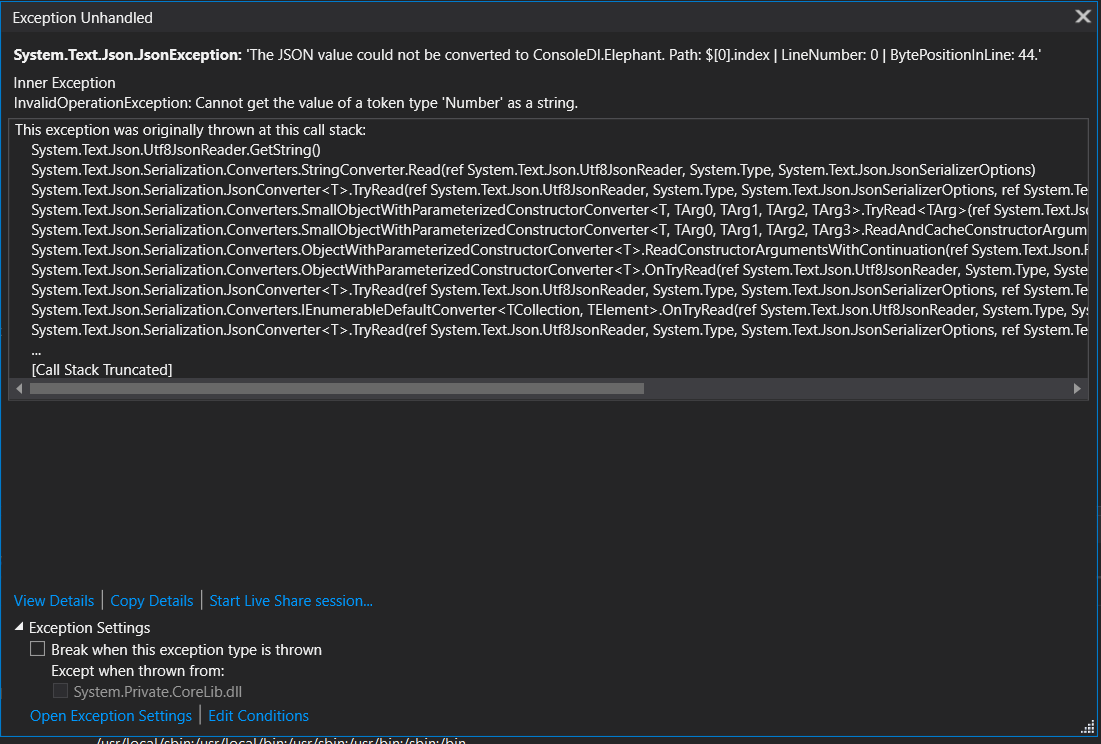 Exception Unhandled
System.Text.Json.JsonException: 'The JSON value could not be converted to ConsoleDI.Elephant. Path: $[0].index | LineNumber: 0 | BytePositionInLine: 44.'
Inner Exception
InvalidOperationException: Cannot get the value of a token type 'Number' as a string.
This exception was originally thrown at this call stack:
System.Text.Json.Utf8JsonReader.GetString()
System.Text.Json.Serialization.Converters.StringConverter.Read(ref System.Text.Json.Utf8JsonReader, System.Type, System.Text.Json.JsonSerializerOptions)
System.Text.Json.Serialization.JsonConverter<T>.TryRead(ref System.Text.Json.Utf8JsonReader, System.Type, System.Text.Json.JsonSerializerOptions, ref System.Te
System.Text.Json.Serialization.Converters.SmallObjectWithParameterizedConstructorConverter<T, TArg0, TArg1, TArg2, TArg3>.TryRead<TArg>(ref System.Text.Jso
System.Text.Json.Serialization.Converters.SmallObjectWithParameterizedConstructorConverter<T, TArg0, TArg1, TArg2, TArg3>.ReadAndCacheConstructorArgum
System.Text.Json.Serialization.Converters.ObjectWithParameterizedConstructorConverter<T>.ReadConstructorArgumentsWithContinuation(ref System.Text.Json.
System.Text.Json.Serialization.Converters.ObjectWithParameterizedConstructorConverter<T>.OnTryRead(ref System.Text.Json.Utf8JsonReader, System.Type, Syste
System.Text.Json.Serialization.JsonConverter<T>.TryRead(ref System.Text.Json.Utf8JsonReader, System.Type, System.Text.Json.JsonSerializerOptions, ref System.Te
System.Text.Json.Serialization.Converters.IEnumerableDefaultConverter<TCollection, TElement>.OnTryRead(ref System.Text.Json.Utf8JsonReader, System.Type, Sys
System.Text.Json.Serialization.JsonConverter<T>.TryRead(ref System.Text.Json.Utf8JsonReader, System.Type, System.Text.Json.JsonSerializerOptions, ref System.Te
...
[Call Stack Truncated]
View Details | Copy Details | Start Live Share session...
Exception Settings
Break when this exception type is thrown
Except when thrown from:
System.Private.CoreLib.dll
Open Exception Settings | Edit Conditions
/usr/local/sbin:/usr/local/bin:/usr/sbin:/usr/bin:/sbin:/bin